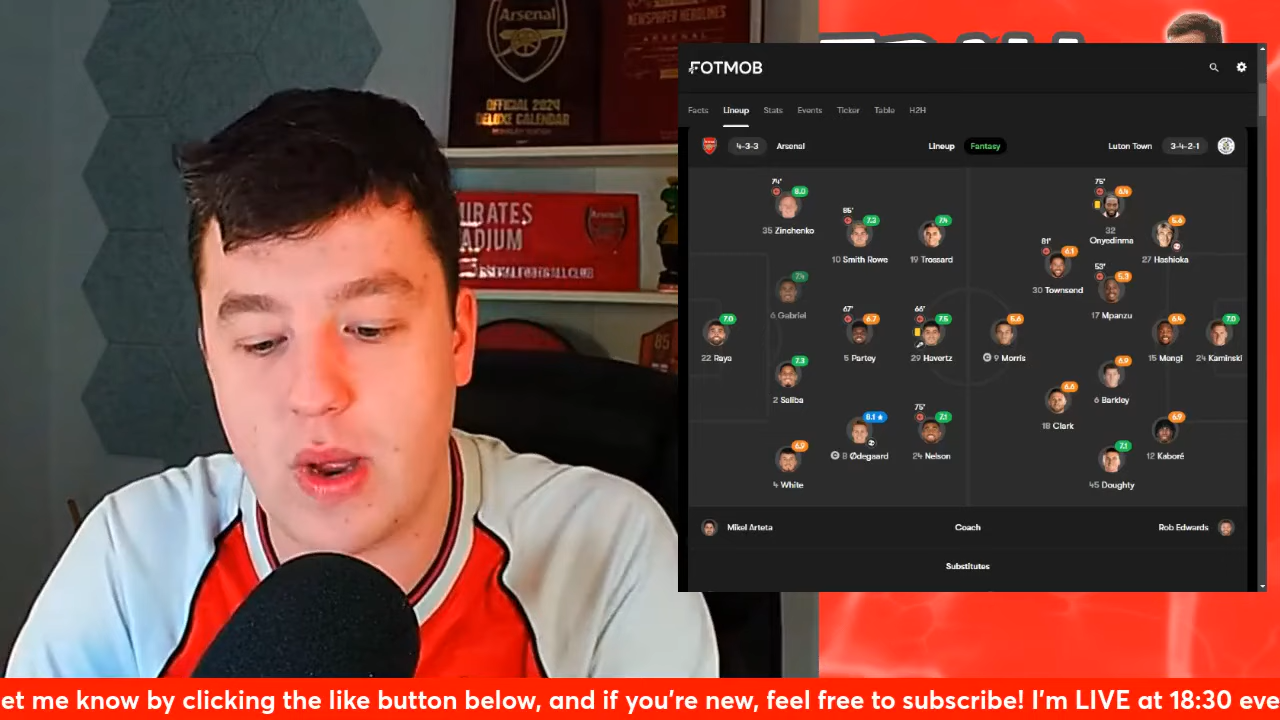 Arsenal
OFFICIAL 2024
DELUXE CALENDAR
NEWSPAPER HEADLINES
ARSENAL
Arsenal
FOTMOB
Facts Lineup Stats Events Ticker Table H2H
4-3-3 Arsenal Lineup Fantasy Luton Town 3-4-2-1
74' 8.0
35 Zinchenko
85' 7.3
10 Smith Rowe
7.4
19 Trossard
7.4
6 Gabriel
7.0
22 Raya
67' 6.7
5 Partey
66' 7.5
29 Havertz
7.3
2 Saliba
8.1
8 Ødegaard
75' 7.1
24 Nelson
6.9
4 White
75' 6.4
32
Onyedinma
5.6
27 Hashioka
81' 6.1
30 Townsend
53' 5.3
17 Mpanzu
5.6
9 Morris
6.4
15 Mengi
7.0
24 Kaminski
6.9
6 Barkley
6.6
18 Clark
6.9
12 Kaboré
7.1
45 Doughty
Mikel Arteta Coach Rob Edwards
Substitutes
et me know by clicking the like button below, and if you're new, feel free to subscribe! I'm LIVE at 18:30 eve